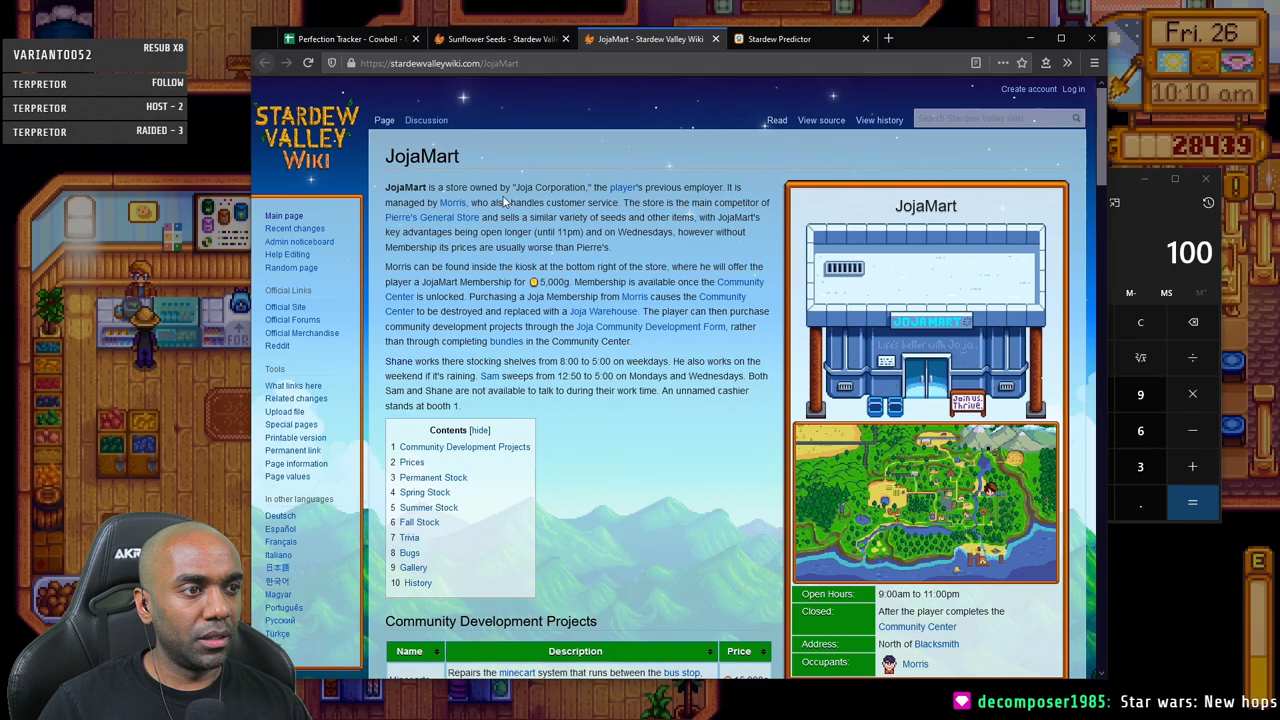 VARIANT0052
RESUB X8
TERPRETOR
FOLLOW
TERPRETOR
HOST - 2
TERPRETOR
RAIDED - 3
Perfection Tracker - Cowbell -
Sunflower Seeds - Stardew Val
JojaMart - Stardew Valley Wiki
Stardew Predictor
https://stardewvalleywiki.com/JojaMart
Fri. 26
10:10 am
28439
Create account Log in
STARDEW
VALLEY
WIKI
Page Discussion
Read View source View history
Search Stardew Valley Wiki
JojaMart
JojaMart is a store owned by "Joja Corporation," the player's previous employer. It is
managed by Morris, who also handles customer service. The store is the main competitor of
Pierre's General Store and sells a similar variety of seeds and other items, with JojaMart's
key advantages being open longer (until 11pm) and on Wednesdays, however without
Membership its prices are usually worse than Pierre's.
Morris can be found inside the kiosk at the bottom right of the store, where he will offer the
player a JojaMart Membership for 5,000g. Membership is available once the Community
Center is unlocked. Purchasing a Joja Membership from Morris causes the Community
Center to be destroyed and replaced with a Joja Warehouse. The player can then purchase
community development projects through the Joja Community Development Form, rather
than through completing bundles in the Community Center.
Shane works there stocking shelves from 8:00 to 5:00 on weekdays. He also works on the
weekend if it's raining. Sam sweeps from 12:50 to 5:00 on Mondays and Wednesdays. Both
Sam and Shane are not available to talk to during their work time. An unnamed cashier
stands at booth 1.
Contents [hide]
1 Community Development Projects
2 Prices
3 Permanent Stock
4 Spring Stock
5 Summer Stock
6 Fall Stock
7 Trivia
8 Bugs
9 Gallery
10 History
Community Development Projects
Name Description Price
Repairs the minecart system that runs between the bus stop,
Main page
Recent changes
Admin noticeboard
Help Editing
Random page
Official Links
Official Site
Official Forums
Official Merchandise
Reddit
Tools
What links here
Related changes
Upload file
Special pages
Printable version
Permanent link
Page information
Page values
In other languages
Deutsch
Español
Français
Italiano
日本語
한국어
Magyar
Português
Русский
Türkçe
JojaMart
JOJAMART
Life's better with Joja.
Join us.
Thrive.
Open Hours: 9:00am to 11:00pm
Closed: After the player completes the
Community Center
Address: North of Blacksmith
Occupants: Morris
100
M- MS
C
9 ×
6 −
3 +
. =
E
AKR
decomposer1985: Star wars: New hops